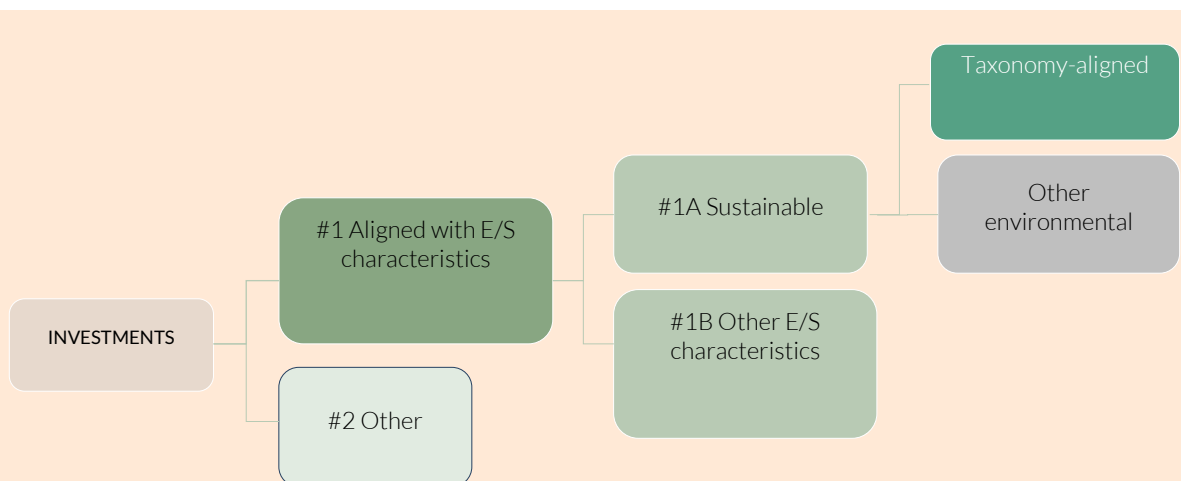 INVESTMENTS
#1 Aligned with E/S
characteristics
#2 Other
#1A Sustainable
#1B Other E/S
characteristics
Taxonomy-aligned
Other
environmental